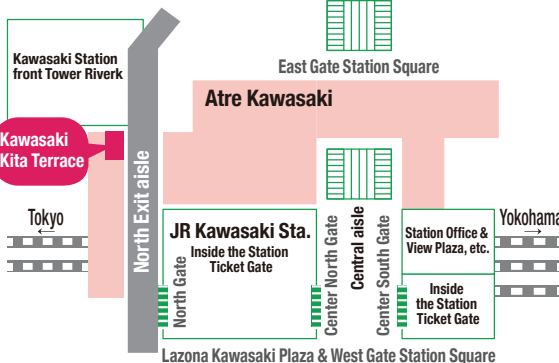 Kawasaki Station
front Tower Riverk
East Gate Station Square
Atre Kawasaki
Kawasaki
Kita Terrace
North Exit aisle
Tokyo
←
JR Kawasaki Sta.
Inside the Station
Ticket Gate
North Gate
Center North Gate
Central aisle
Center South Gate
Station Office &
View Plaza, etc.
Inside
the Station
Ticket Gate
Yokohama
→
Lazona Kawasaki Plaza & West Gate Station Square